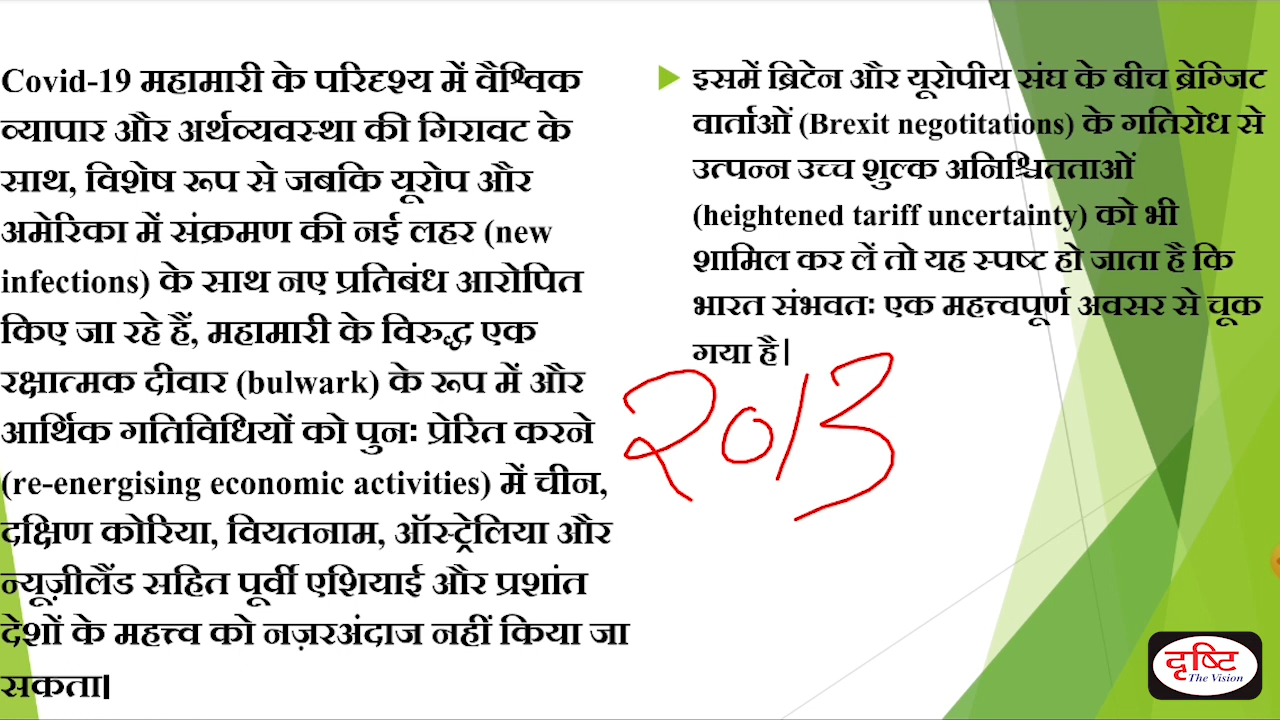 Covid-19 महामारी के परिदृश्य में वैश्विक
व्यापार और अर्थव्यवस्था की गिरावट के
साथ, विशेष रूप से जबकि यूरोप और
अमेरिका में संक्रमण की नई लहर (new
infections) के साथ नए प्रतिबंध आरोपित
किए जा रहे हैं, महामारी के विरुद्ध एक
रक्षात्मक दीवार (bulwark) के रूप में और
आर्थिक गतिविधियों को पुनः प्रेरित करने
(re-energising economic activities) में चीन,
दक्षिण कोरिया, वियतनाम, ऑस्ट्रेलिया और
न्यूज़ीलैंड सहित पूर्वी एशियाई और प्रशांत
देशों के महत्त्व को नज़रअंदाज नहीं किया जा
सकता।
इसमें ब्रिटेन और यूरोपीय संघ के बीच ब्रेग्जिट
वार्ताओं (Brexit negotitations) के गतिरोध से
उत्पन्न उच्च शुल्क अनिश्चितताओं
(heightened tariff uncertainty) को भी
शामिल कर लें तो यह स्पष्ट हो जाता है कि
भारत संभवतः एक महत्त्वपूर्ण अवसर से चूक
गया है।
2013
दृष्टि
The Vision